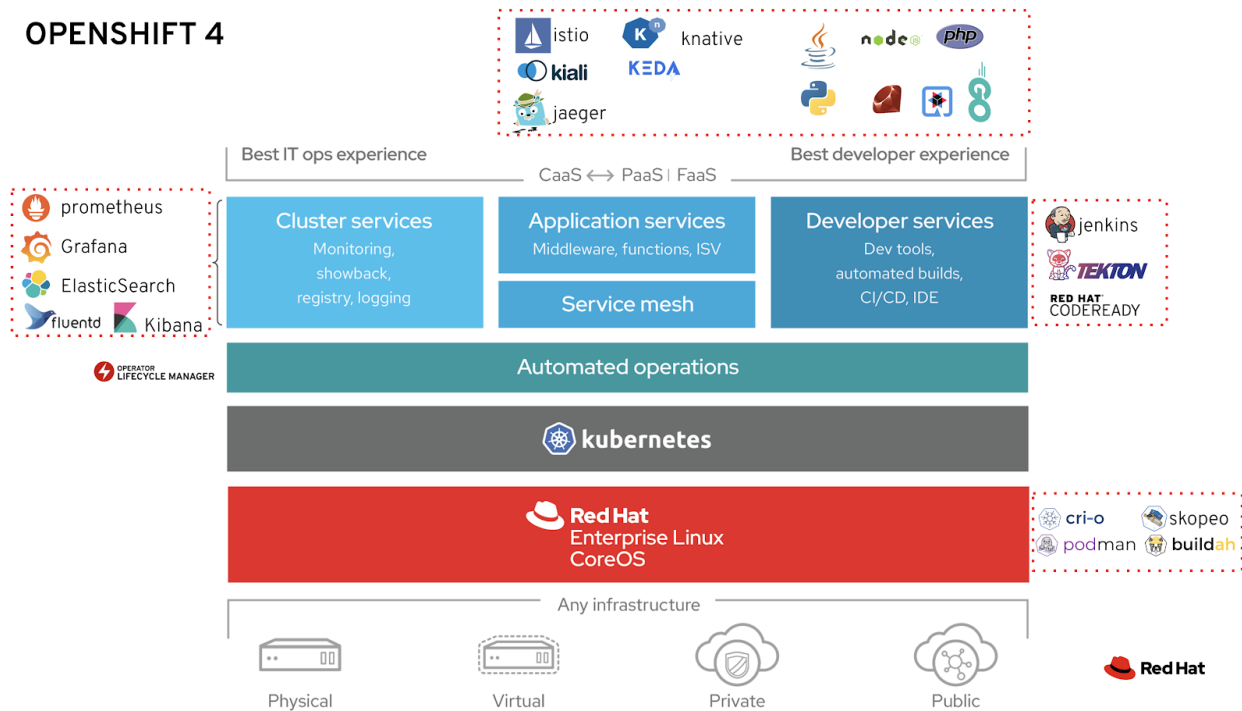 OPENSHIFT 4
istio
K n
knative
node
JS
php
kiali
KEDA
GO
jaeger
Best IT ops experience
Best developer experience
CaaS ↔ PaaS | FaaS
prometheus
Grafana
ElasticSearch
fluentd
Kibana
Cluster services
Monitoring,
showback,
registry, logging
Application services
Middleware, functions, ISV
Service mesh
Developer services
Dev tools,
automated builds,
CI/CD, IDE
jenkins
TEKTON
RED HAT®
CODEREADY
OPERATOR
LIFECYCLE MANAGER
Automated operations
kubernetes
Red Hat
Enterprise Linux
CoreOS
cri-o
skopeo
podman
buildah
Any infrastructure
Physical
Virtual
Private
Public
Red Hat